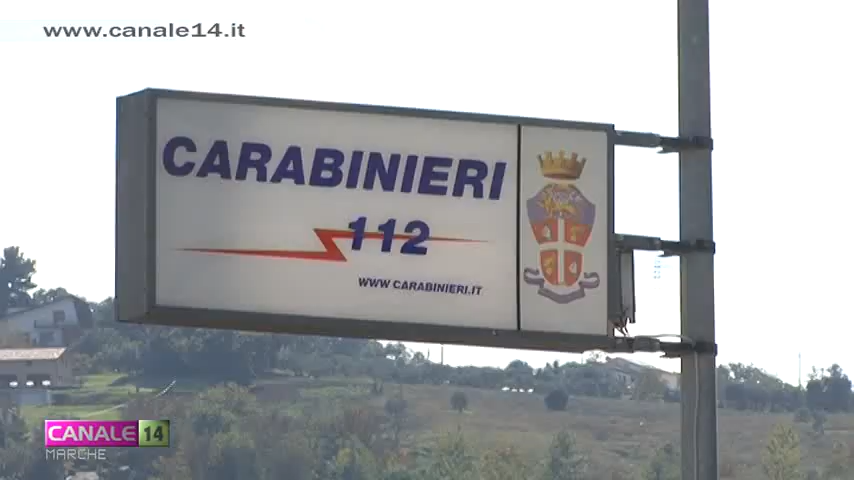 www.canale14.it
CARABINIERI
112
WWW.CARABINIERI.IT
CANALE 14
MARCHE